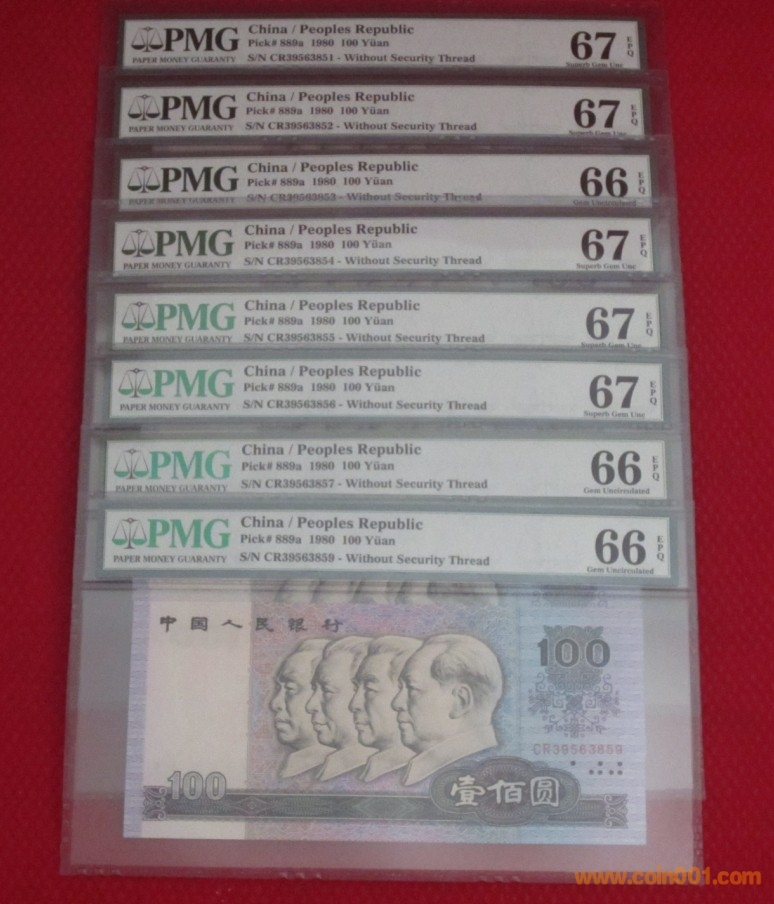 PMG
PAPER MONEY GUARANTY
China / Peoples Republic
Pick# 889a 1980 100 Yüan
S/N CR39563851 - Without Security Thread
67 EPQ
Superb Gem Unc
PMG
PAPER MONEY GUARANTY
China / Peoples Republic
Pick# 889a 1980 100 Yüan
S/N CR39563852 - Without Security Thread
67 EPQ
Superb Gem Unc
PMG
PAPER MONEY GUARANTY
China / Peoples Republic
Pick# 889a 1980 100 Yüan
S/N CR39563853 - Without Security Thread
66 EPQ
Gem Uncirculated
PMG
PAPER MONEY GUARANTY
China / Peoples Republic
Pick# 889a 1980 100 Yüan
S/N CR39563854 - Without Security Thread
67 EPQ
Superb Gem Unc
PMG
PAPER MONEY GUARANTY
China / Peoples Republic
Pick# 889a 1980 100 Yüan
S/N CR39563855 - Without Security Thread
67 EPQ
Superb Gem Unc
PMG
PAPER MONEY GUARANTY
China / Peoples Republic
Pick# 889a 1980 100 Yüan
S/N CR39563856 - Without Security Thread
67 EPQ
Superb Gem Unc
PMG
PAPER MONEY GUARANTY
China / Peoples Republic
Pick# 889a 1980 100 Yüan
S/N CR39563857 - Without Security Thread
66 EPQ
Gem Uncirculated
PMG
PAPER MONEY GUARANTY
China / Peoples Republic
Pick# 889a 1980 100 Yüan
S/N CR39563859 - Without Security Thread
66 EPQ
Gem Uncirculated
中国人民银行
100
CR39563859
100
壹佰圆
www.coin001.com